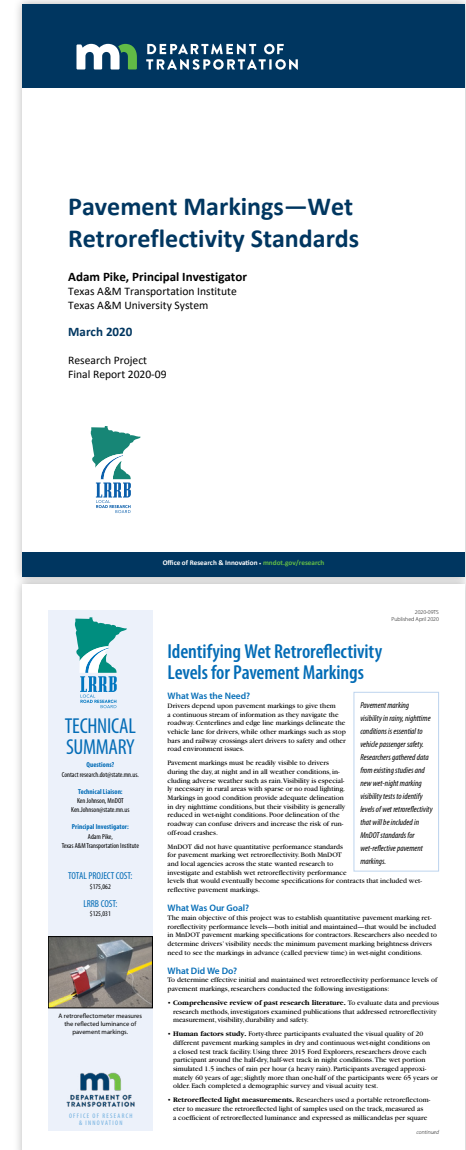 DEPARTMENT OF
TRANSPORTATION
Pavement Markings—Wet
Retroreflectivity Standards
Adam Pike, Principal Investigator
Texas A&M Transportation Institute
Texas A&M University System
March 2020
Research Project
Final Report 2020-09
LRRB
LOCAL
ROAD RESEARCH
BOARD
Office of Research & Innovation • mndot.gov/research
2020-09TS
Published April 2020
LRRB
LOCAL
ROAD RESEARCH
BOARD
TECHNICAL
SUMMARY
Questions?
Contact research.dot@state.mn.us.
Technical Liaison:
Ken Johnson, MnDOT
Ken.Johnson@state.mn.us
Principal Investigator:
Adam Pike,
Texas A&M Transportation Institute
TOTAL PROJECT COST:
$175,062
LRRB COST:
$125,031
A retroreflectometer measures
the reflected luminance of
pavement markings.
DEPARTMENT OF
TRANSPORTATION
OFFICE OF RESEARCH
& INNOVATION
Identifying Wet Retroreflectivity
Levels for Pavement Markings
What Was the Need?
Drivers depend upon pavement markings to give them
a continuous stream of information as they navigate the
roadway. Centerlines and edge line markings delineate the
vehicle lane for drivers, while other markings such as stop
bars and railway crossings alert drivers to safety and other
road environment issues.
Pavement markings must be readily visible to drivers
during the day, at night and in all weather conditions, in-
cluding adverse weather such as rain. Visibility is especial-
ly necessary in rural areas with sparse or no road lighting.
Markings in good condition provide adequate delineation
in dry nighttime conditions, but their visibility is generally
reduced in wet-night conditions. Poor delineation of the
roadway can confuse drivers and increase the risk of run-
off-road crashes.
MnDOT did not have quantitative performance standards
for pavement marking wet retroreflectivity. Both MnDOT
and local agencies across the state wanted research to
investigate and establish wet retroreflectivity performance
levels that would eventually become specifications for contracts that included wet-
reflective pavement markings.
Pavement marking
visibility in rainy, nighttime
conditions is essential to
vehicle passenger safety.
Researchers gathered data
from existing studies and
new wet-night marking
visibility tests to identify
levels of wet retroreflectivity
that will be included in
MnDOT standards for
wet-reflective pavement
markings.
What Was Our Goal?
The main objective of this project was to establish quantitative pavement marking ret-
roreflectivity performance levels—both initial and maintained—that would be included
in MnDOT pavement marking specifications for contractors. Researchers also needed to
determine drivers' visibility needs: the minimum pavement marking brightness drivers
need to see the markings in advance (called preview time) in wet-night conditions.
What Did We Do?
To determine effective initial and maintained wet retroreflectivity performance levels of
pavement markings, researchers conducted the following investigations:
• Comprehensive review of past research literature. To evaluate data and previous
research methods, investigators examined publications that addressed retroreflectivity
measurement, visibility, durability and safety.
• Human factors study. Forty-three participants evaluated the visual quality of 20
different pavement marking samples in dry and continuous wet-night conditions on
a closed test track facility. Using three 2015 Ford Explorers, researchers drove each
participant around the half-dry, half-wet track in night conditions. The wet portion
simulated 1.5 inches of rain per hour (a heavy rain). Participants averaged approxi-
mately 60 years of age; slightly more than one-half of the participants were 65 years or
older. Each completed a demographic survey and visual acuity test.
• Retroreflected light measurements. Researchers used a portable retroreflectom-
eter to measure the retroreflected light of samples used on the track, measured as
a coefficient of retroreflected luminance and expressed as millicandelas per square
continued